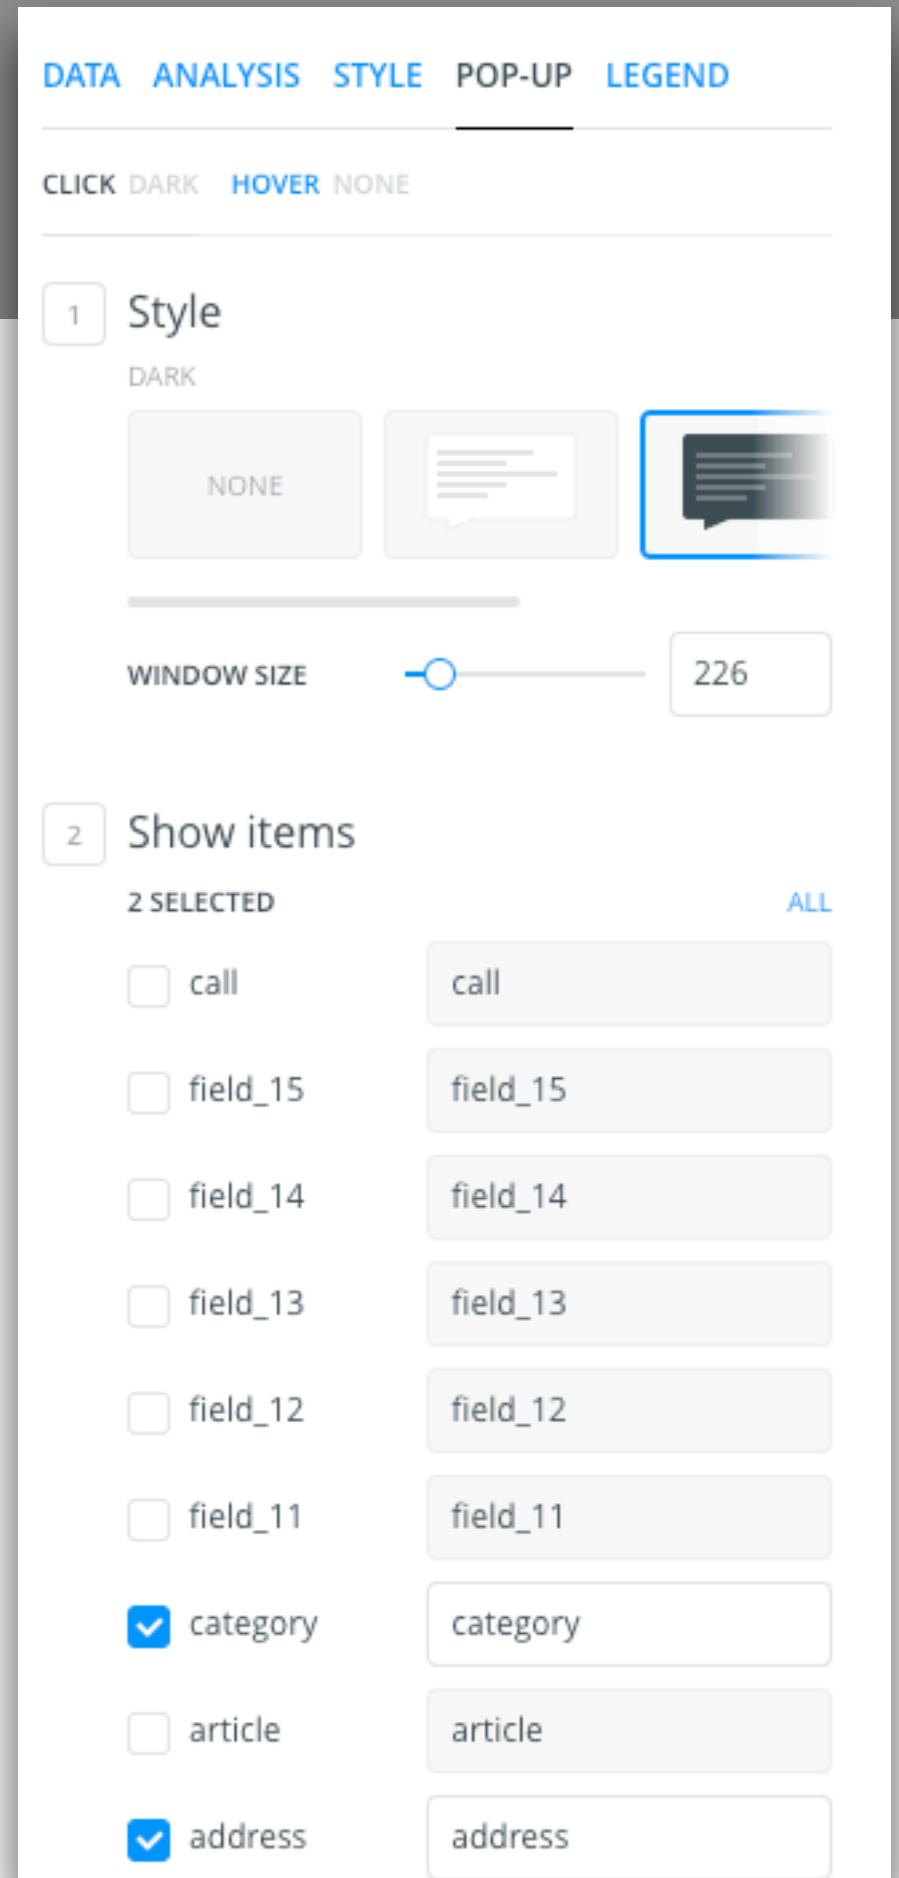 DATA ANALYSIS STYLE POP-UP LEGEND
CLICK DARK HOVER NONE
1 Style
DARK
NONE
WINDOW SIZE 226
2 Show items
2 SELECTED ALL
call call
field_15 field_15
field_14 field_14
field_13 field_13
field_12 field_12
field_11 field_11
category category
article article
address address